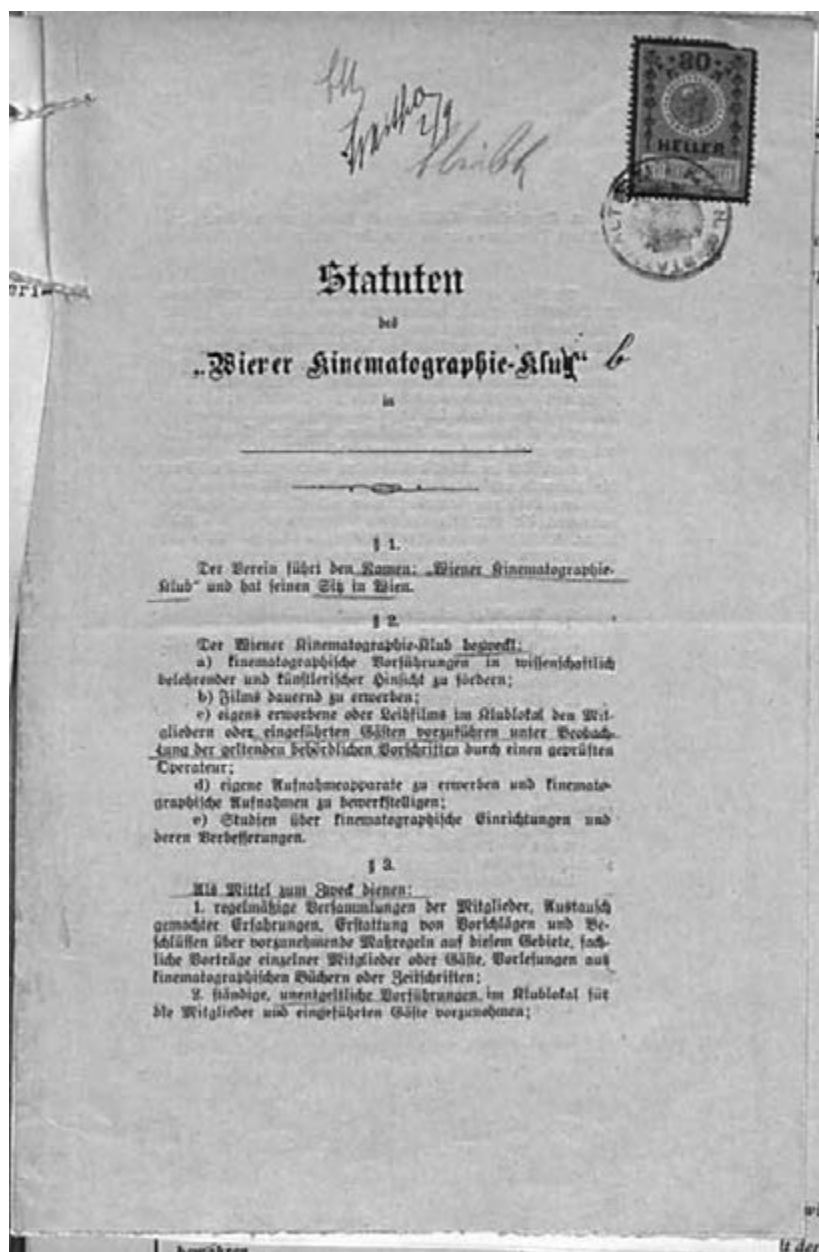 80
HELLER
Statuten
des
„Wiener Kinematographie-Klub“ b
in
§ 1.
Der Verein führt den Namen: „Wiener Kinematographie-
Klub“ und hat seinen Sitz in Wien.
§ 2.
Der Wiener Kinematographie-Klub bezweckt:
a) kinematographische Vorführungen in wissenschaftlich
belehrender und künstlerischer Hinsicht zu fördern;
b) Films dauernd zu erwerben;
c) eigens erworbene oder Leihfilms im Klublokal den Mit-
gliedern oder eingeführten Gästen vorzuführen unter Beobach-
tung der geltenden behördlichen Vorschriften durch einen geprüften
Operateur;
d) eigene Aufnahmeapparate zu erwerben und kinemato-
graphische Aufnahmen zu bewerkstelligen;
e) Studien über kinematographische Einrichtungen und
deren Verbesserungen.
§ 3.
Als Mittel zum Zweck dienen:
1. regelmäßige Versammlungen der Mitglieder, Austausch
gemachter Erfahrungen, Erstattung von Vorschlägen und Be-
schlüssen über vorzunehmende Maßregeln auf diesem Gebiete, fach-
liche Vorträge einzelner Mitglieder oder Gäste, Vorlesungen aus
kinematographischen Büchern oder Zeitschriften;
2. ständige, unentgeltliche Vorführungen im Klublokal für
die Mitglieder und eingeführten Gäste vorzunehmen;